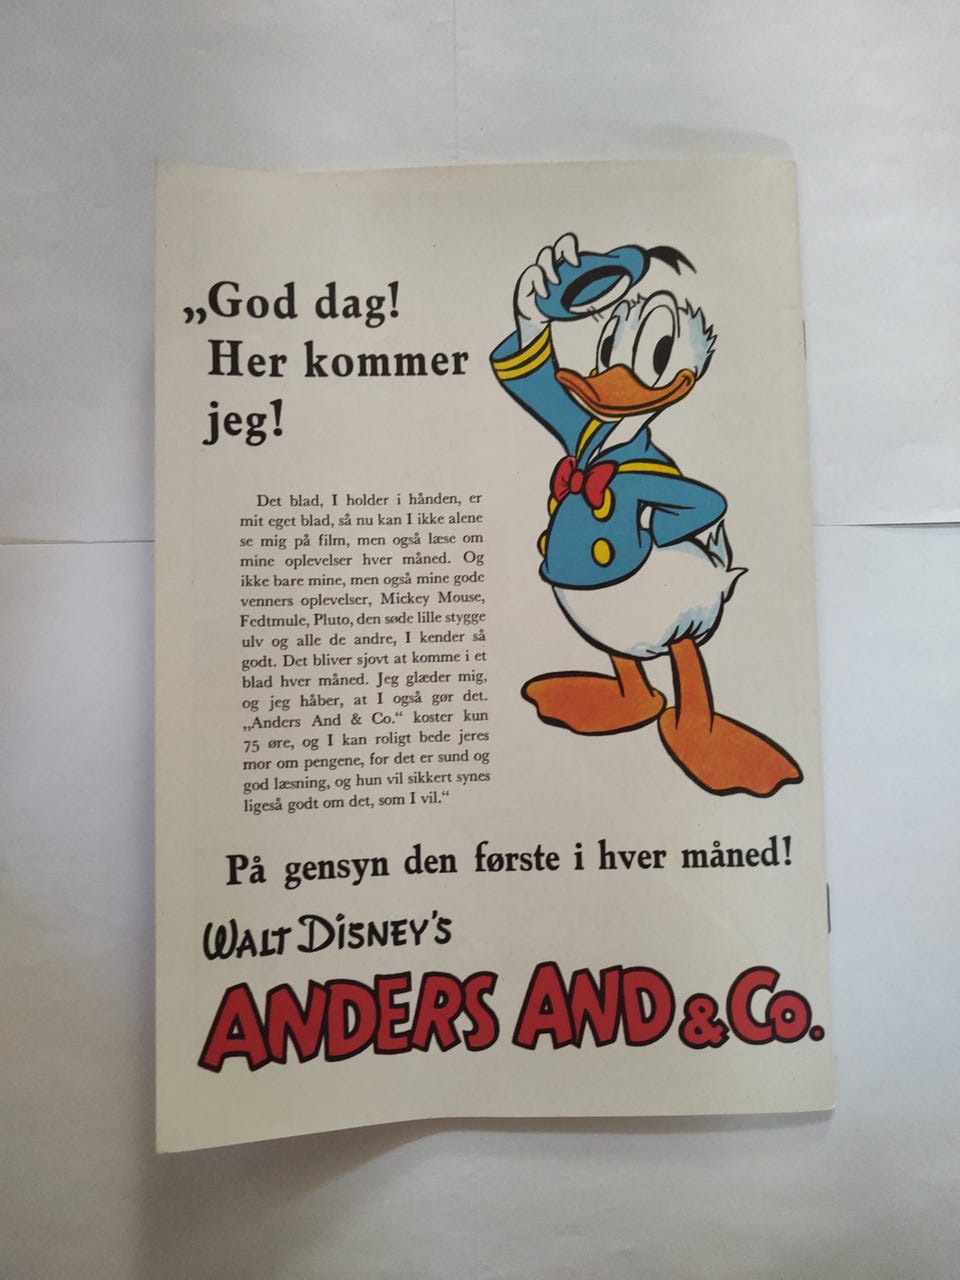 „God dag!
Her kommer
jeg!
Det blad, I holder i hånden, er
mit eget blad, så nu kan I ikke alene
se mig på film, men også læse om
mine oplevelser hver måned. Og
ikke bare mine, men også mine gode
venners oplevelser, Mickey Mouse,
Fedtmule, Pluto, den søde lille stygge
ulv og alle de andre, I kender så
godt. Det bliver sjovt at komme i et
blad hver måned. Jeg glæder mig,
og jeg håber, at I også gør det.
„Anders And & Co.“ koster kun
75 øre, og I kan roligt bede jeres
mor om pengene, for det er sund og
god læsning, og hun vil sikkert synes
ligeså godt om det, som I vil.“
På gensyn den første i hver måned!
WALT DISNEY'S
ANDERS AND & Co.